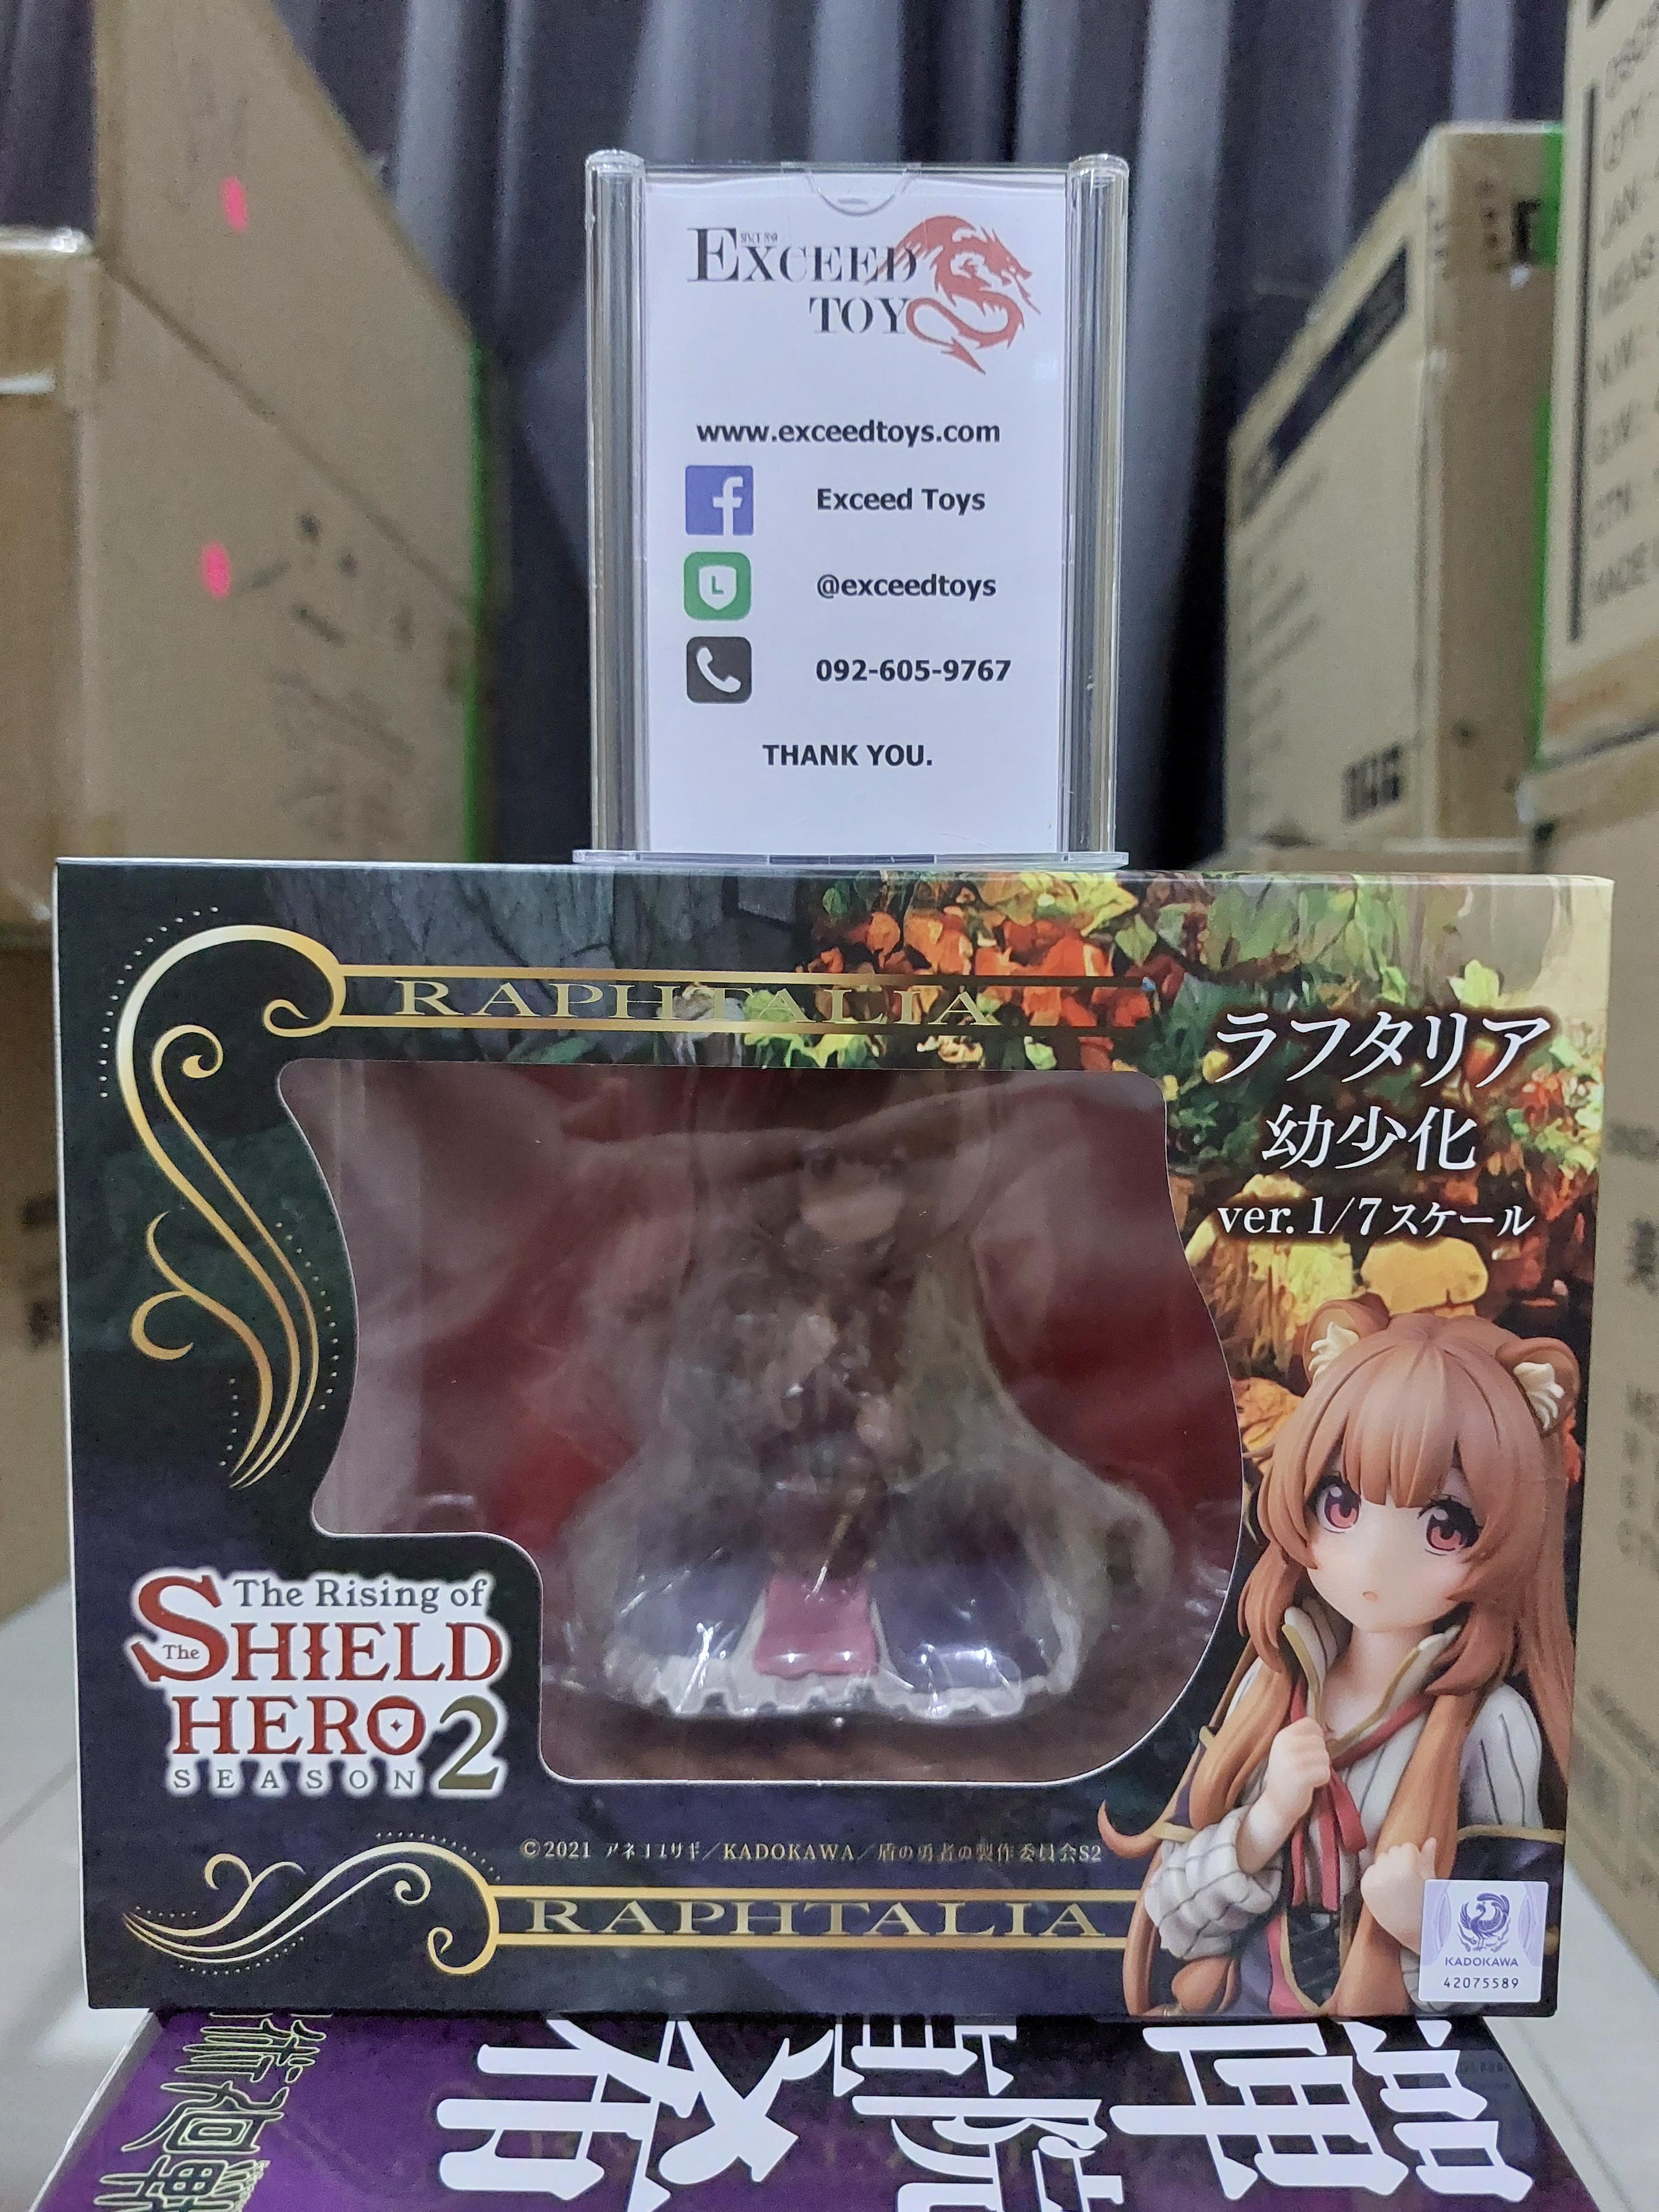 EXCEED
TOY
www.exceedtoys.com
Exceed Toys
L
@exceedtoys
092-605-9767
THANK YOU.
RAPHTALIA
ラフタリア
幼少化
ver. 1/7スケール
The Rising of
The SHIELD
HERO 2
SEASON
©2021 アネコユサギ/KADOKAWA/盾の勇者の製作委員会S2
RAPHTALIA
KADOKAWA
42075589